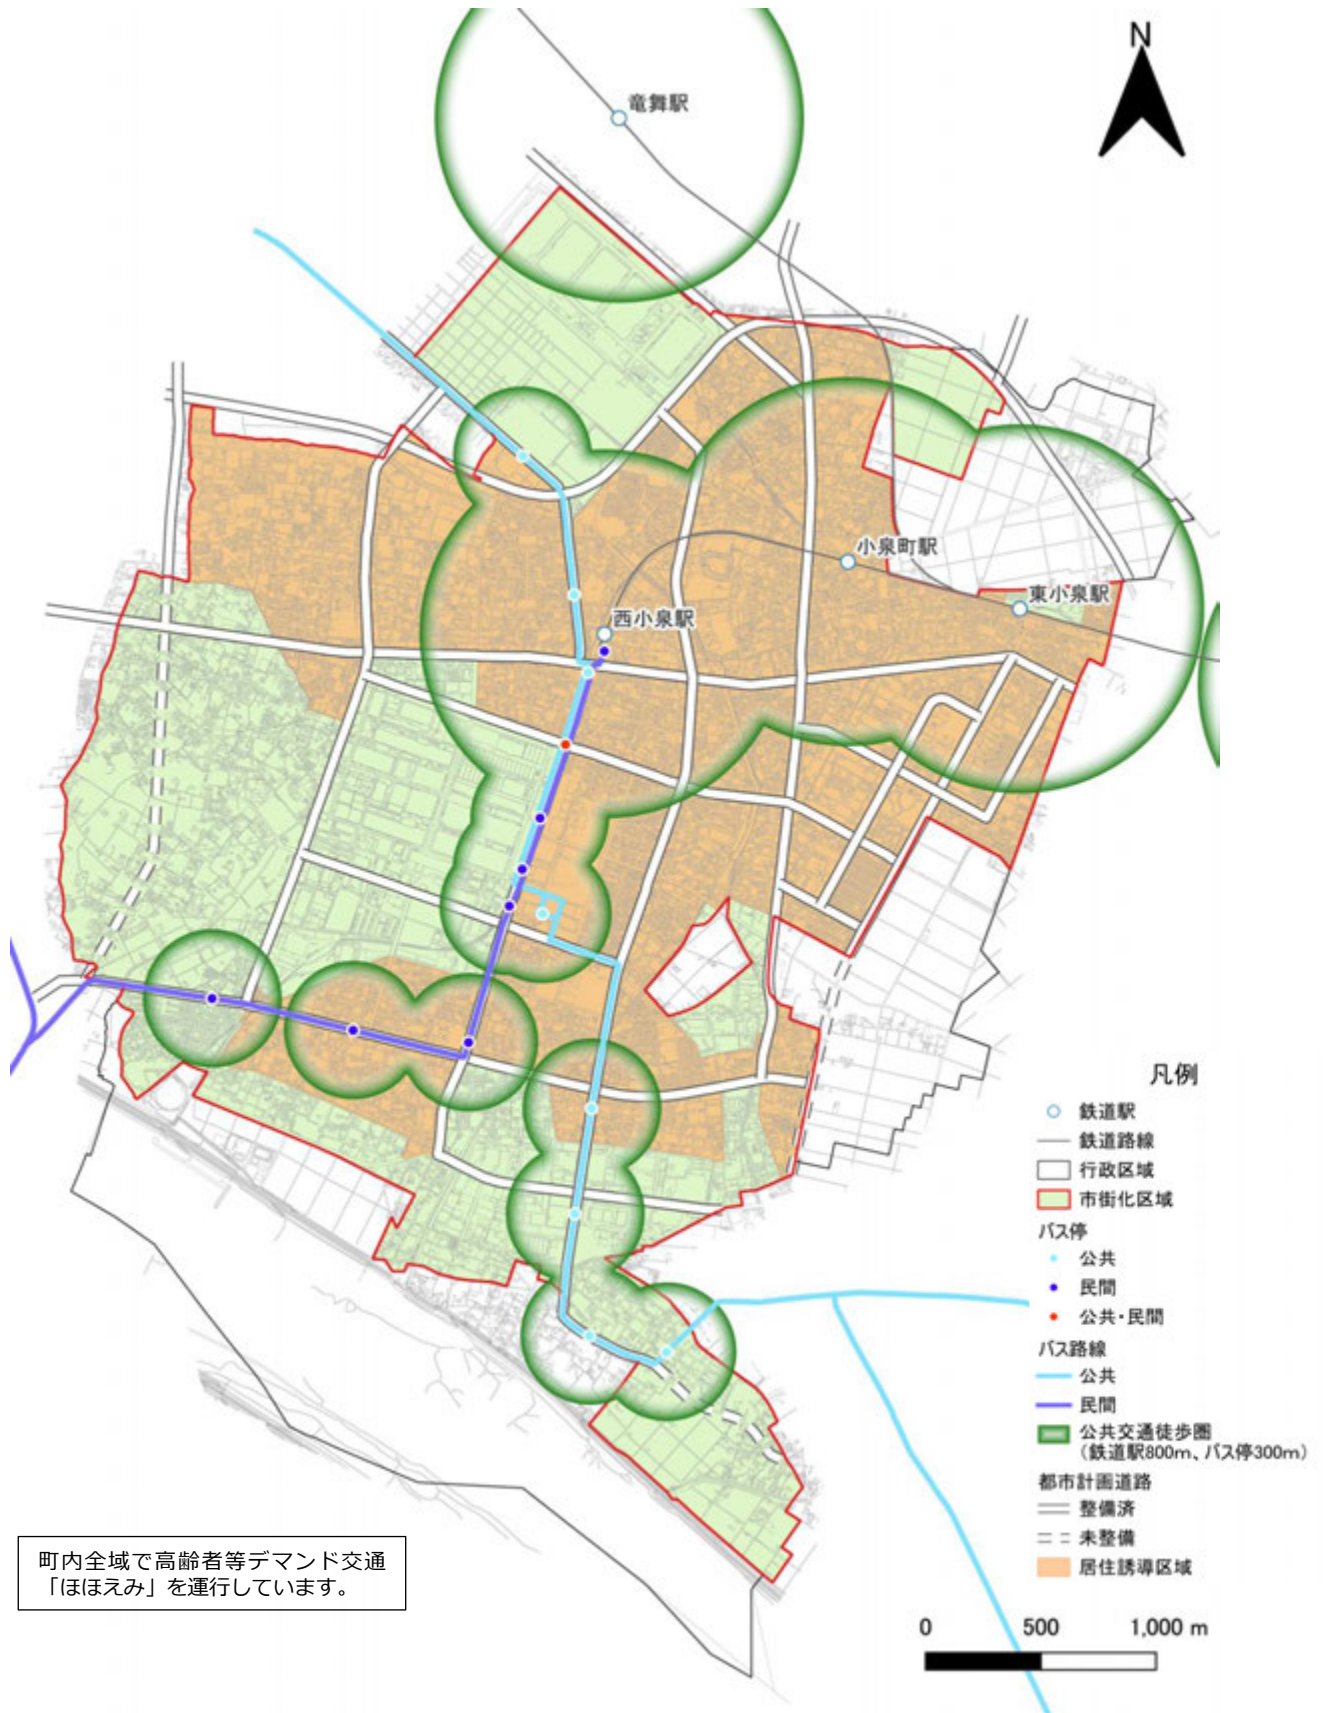 N
竜舞駅
小泉町駅
東小泉駅
西小泉駅
凡例
鉄道駅
鉄道路線
行政区域
市街化区域
バス停
公共
民間
公共・民間
バス路線
公共
民間
公共交通徒歩圏
（鉄道駅800m、バス停300m）
都市計画道路
整備済
未整備
居住誘導区域
町内全域で高齢者等デマンド交通
「ほほえみ」を運行しています。
0 500 1,000 m